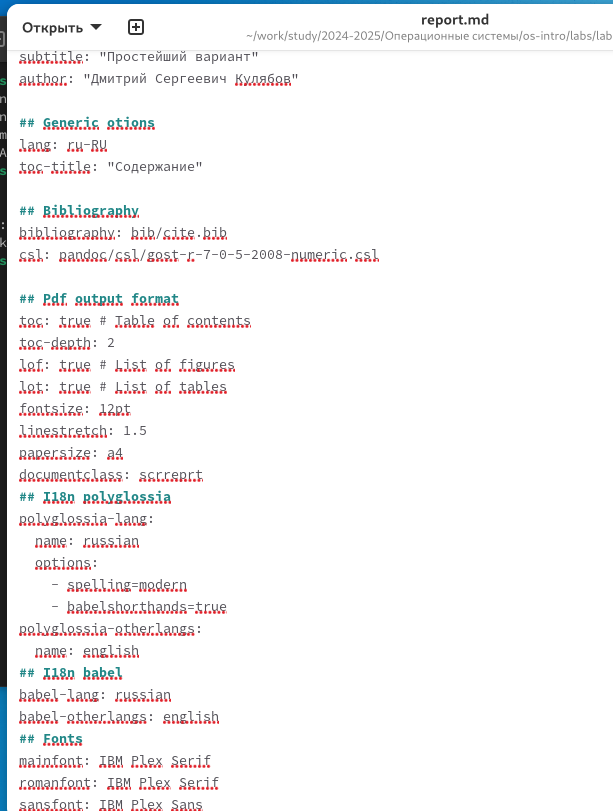 Открыть
report.md
~/work/study/2024-2025/Операционные системы/os-intro/labs/lab
subtitle: "Простейший вариант"
author: "Дмитрий Сергеевич Кулябов"
## Generic otions
lang: ru-RU
toc-title: "Содержание"
## Bibliography
bibliography: bib/cite.bib
csl: pandoc/csl/gost-r-7-0-5-2008-numeric.csl
## Pdf output format
toc: true # Table of contents
toc-depth: 2
lof: true # List of figures
lot: true # List of tables
fontsize: 12pt
linestretch: 1.5
papersize: a4
documentclass: scrreprt
## I18n polyglossia
polyglossia-lang:
  name: russian
  options:
    - spelling=modern
    - babelshorthands=true
polyglossia-otherlangs:
  name: english
## I18n babel
babel-lang: russian
babel-otherlangs: english
## Fonts
mainfont: IBM Plex Serif
romanfont: IBM Plex Serif
sansfont: IBM Plex Sans